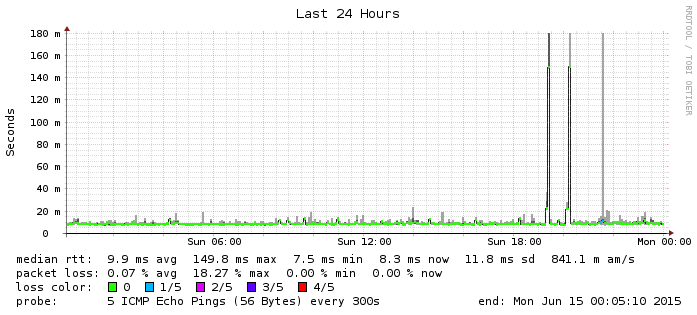 Last 24 Hours
RRDTOOL / TOBI OETIKER
Seconds
180 m
160 m
140 m
120 m
100 m
80 m
60 m
40 m
20 m
0
Sun 06:00 Sun 12:00 Sun 18:00 Mon 00:00
median rtt: 9.9 ms avg 149.8 ms max 7.5 ms min 8.3 ms now 11.8 ms sd 841.1 m am/s
packet loss: 0.07 % avg 18.27 % max 0.00 % min 0.00 % now
loss color: 0 1/5 2/5 3/5 4/5
probe: 5 ICMP Echo Pings (56 Bytes) every 300s end: Mon Jun 15 00:05:10 2015